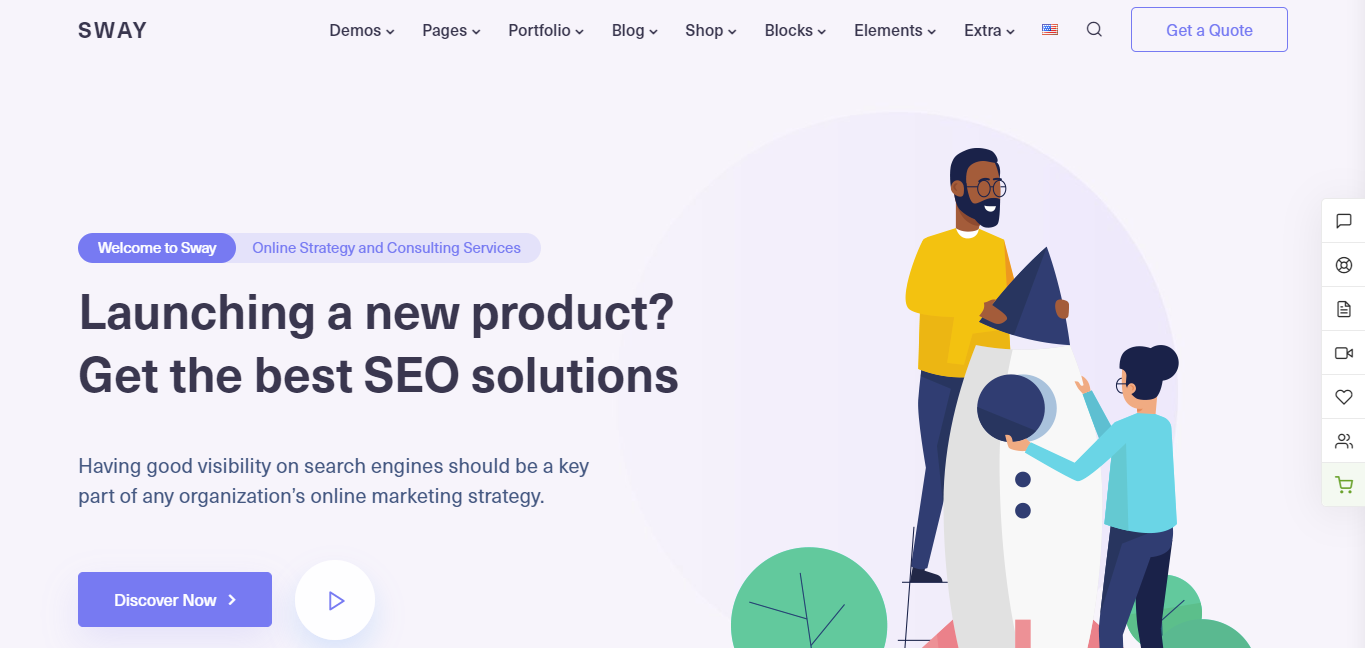 SWAY
Demos Pages Portfolio Blog Shop Blocks Elements Extra
Get a Quote
Welcome to Sway Online Strategy and Consulting Services
Launching a new product?
Get the best SEO solutions
Having good visibility on search engines should be a key
part of any organization's online marketing strategy.
Discover Now